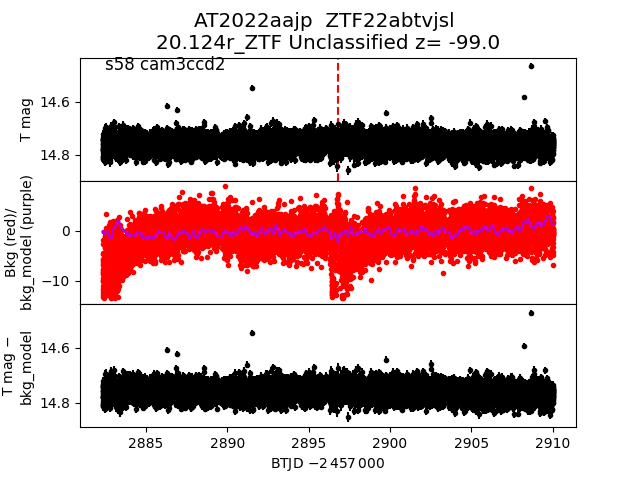 AT2022aajp  ZTF22abtvjsl
20.124r_ZTF Unclassified z= -99.0
s58 cam3ccd2
T mag
14.6
14.8
Bkg (red)/
bkg_model (purple)
0
−10
T mag −
bkg_model
14.6
14.8
2885 2890 2895 2900 2905 2910
BTJD −2 457 000